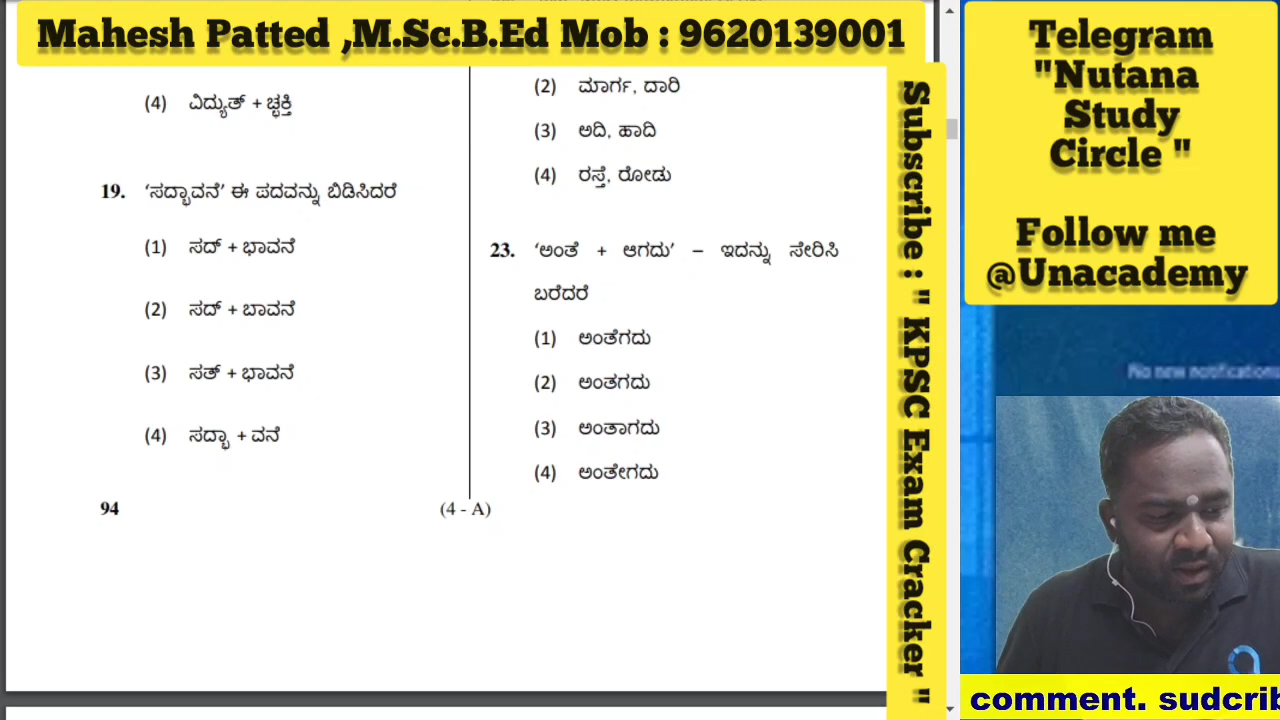 Mahesh Patted ,M.Sc.B.Ed Mob : 9620139001
(4) ವಿದ್ಯುತ್ + ಚ್ಛಕ್ತಿ
19. ‘ಸದ್ಭಾವನೆ’ ಈ ಪದವನ್ನು ಬಿಡಿಸಿದರೆ
(1) ಸದ್ + ಭಾವನೆ
(2) ಸದ್ + ಬಾವನೆ
(3) ಸತ್ + ಭಾವನೆ
(4) ಸದ್ಭಾ + ವನೆ
94
(2) ಮಾರ್ಗ, ದಾರಿ
(3) ಅದಿ, ಹಾದಿ
(4) ರಸ್ತೆ, ರೋಡು
23. ‘ಅಂತೆ + ಆಗದು’ – ಇದನ್ನು ಸೇರಿಸಿ
ಬರೆದರೆ
(1) ಅಂತೆಗದು
(2) ಅಂತಗದು
(3) ಅಂತಾಗದು
(4) ಅಂತೇಗದು
(4 - A)
Subscribe : " KPSC Exam Cracker "
Telegram
"Nutana
Study
Circle "
Follow me
@Unacademy
No new notifications
comment. sudcrib